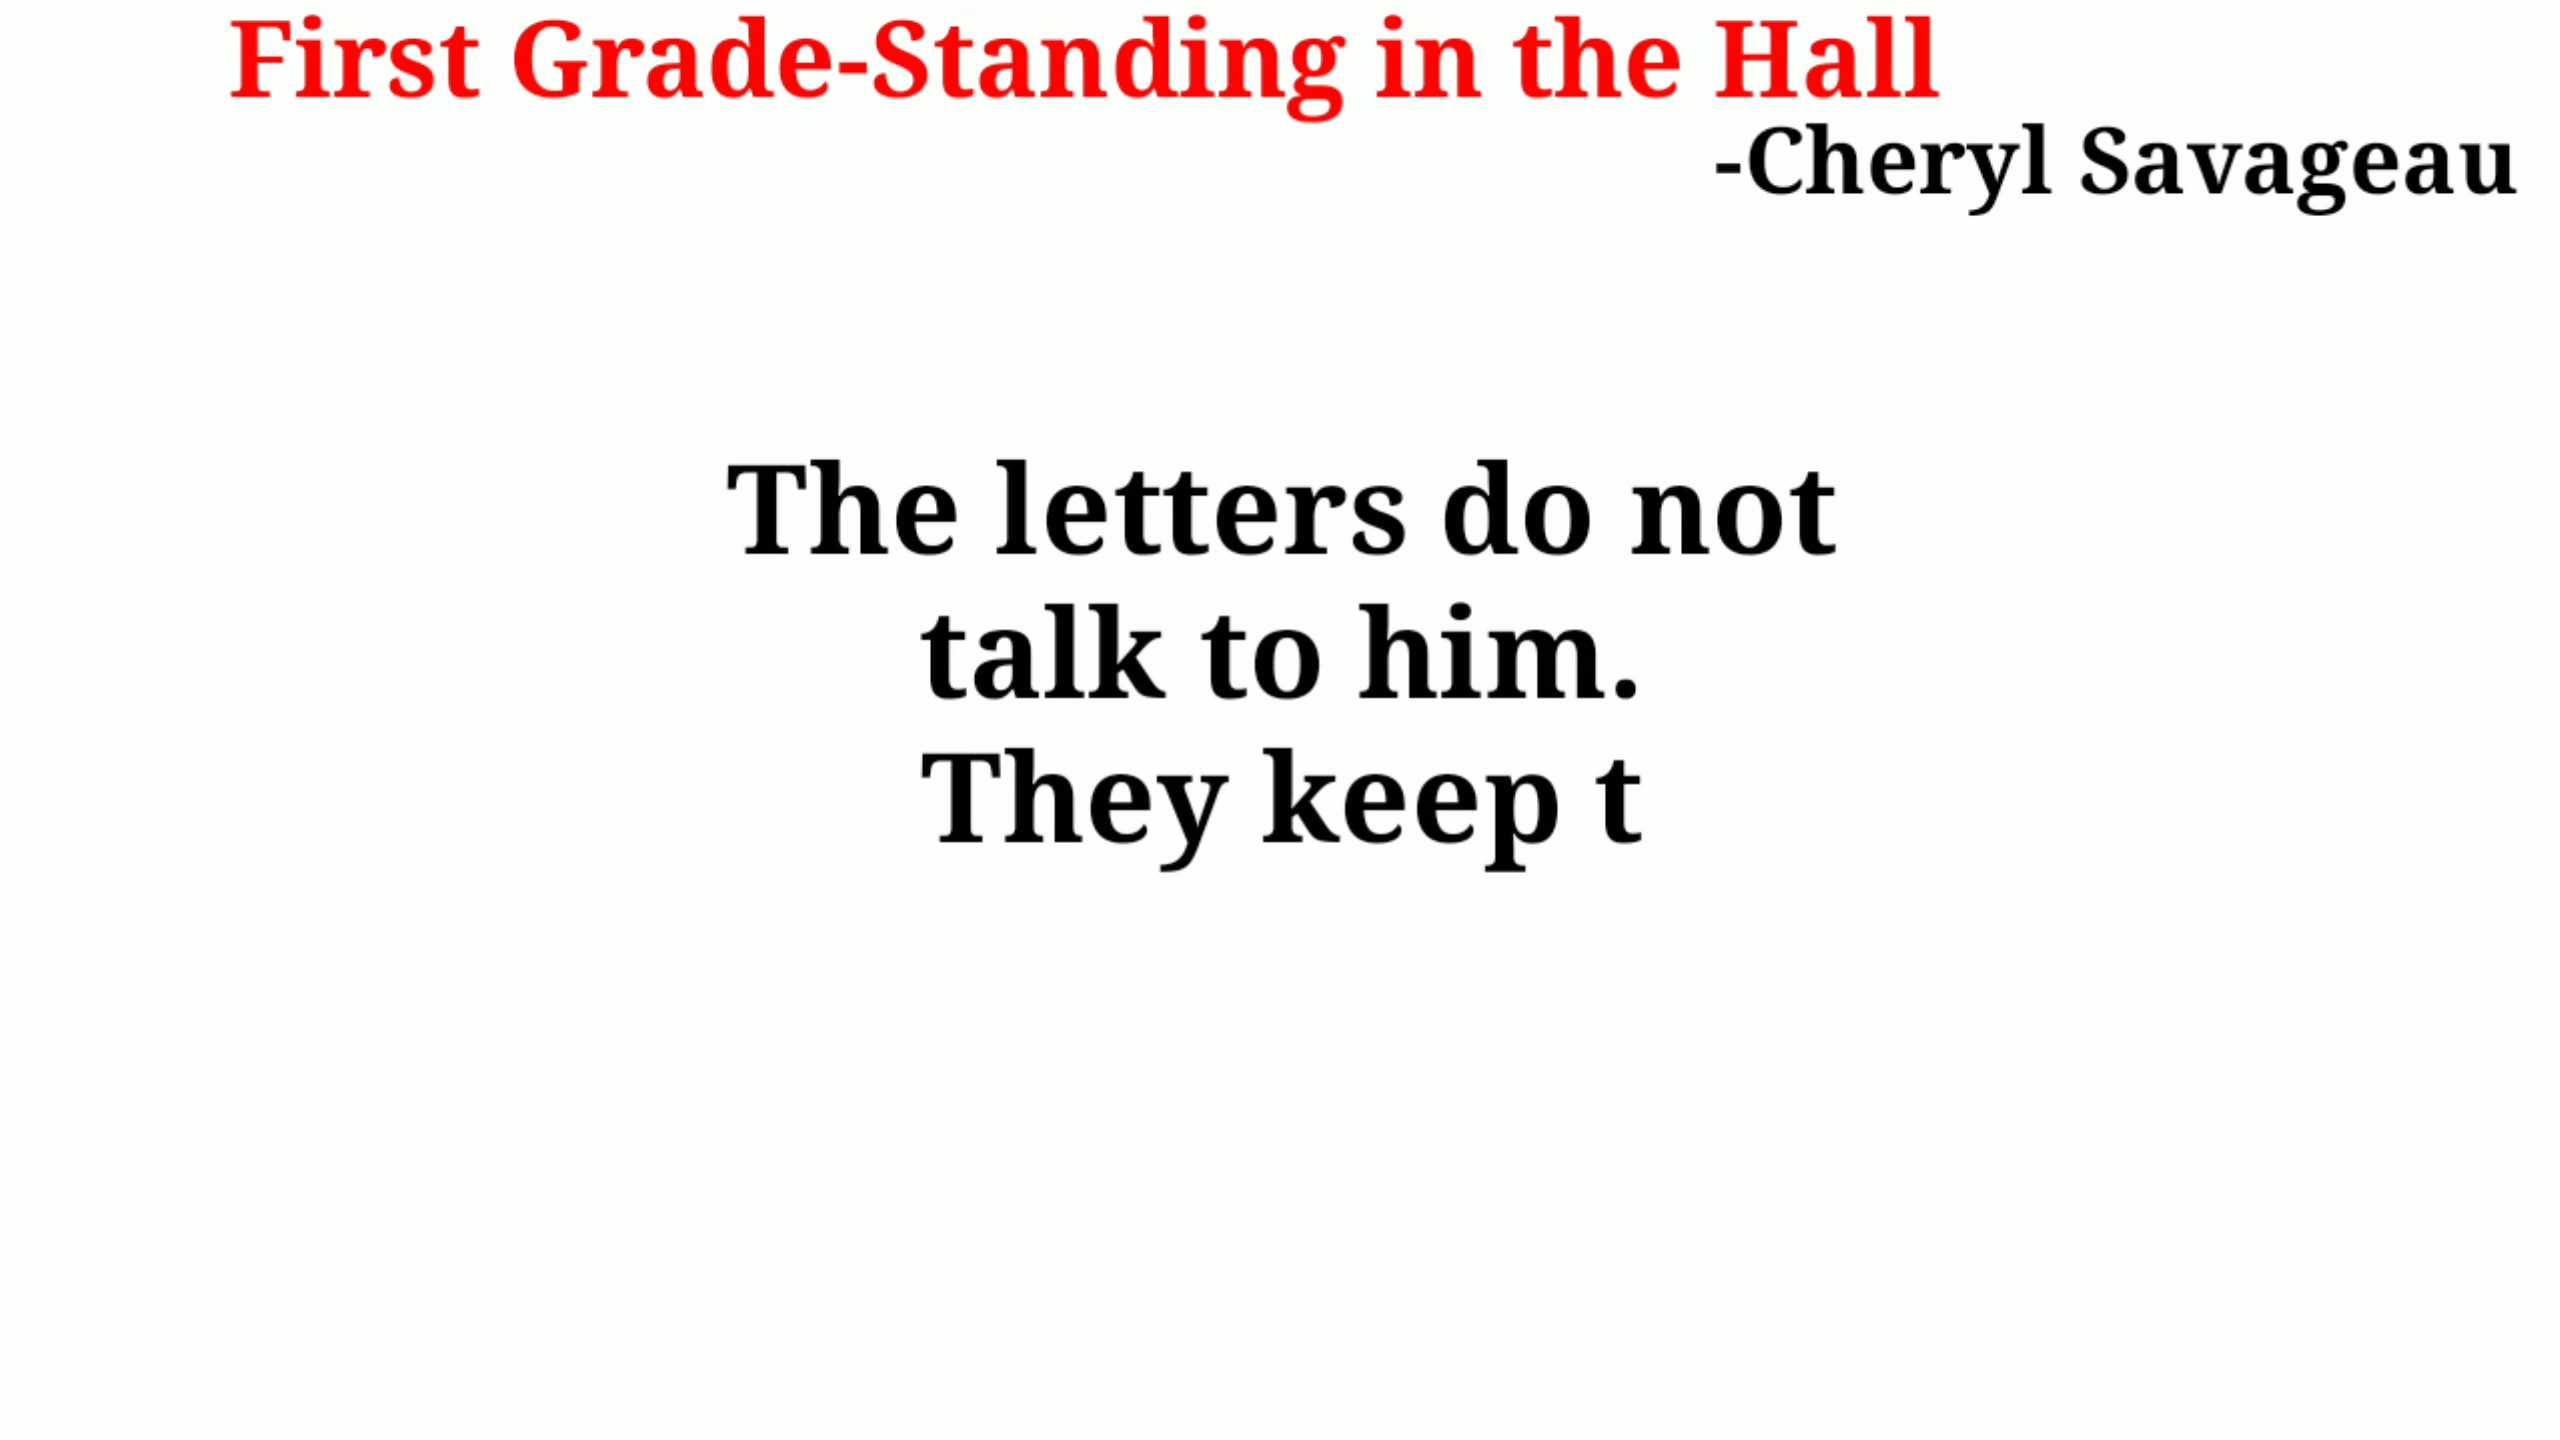 First Grade-Standing in the Hall
-Cheryl Savageau
The letters do not
talk to him.
They keep t